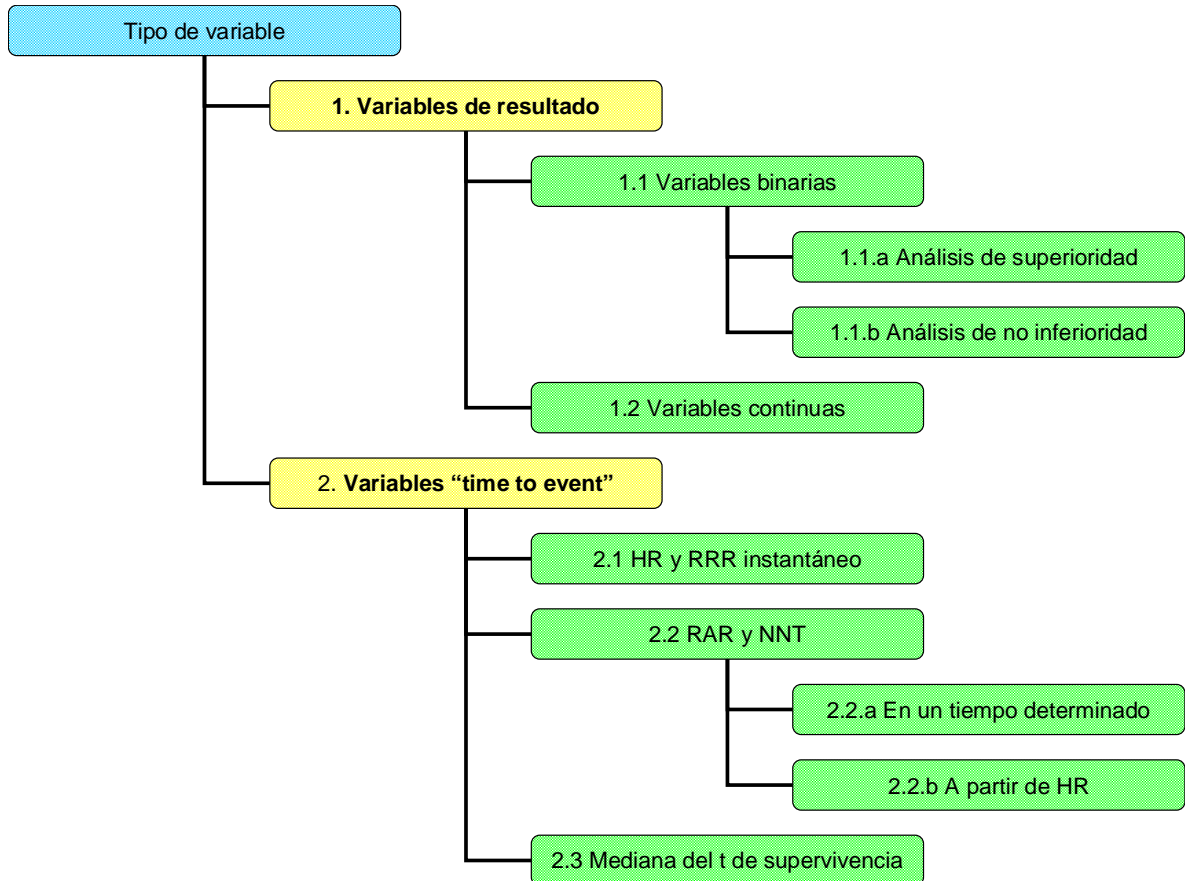 Tipo de variable
1. Variables de resultado
1.1 Variables binarias
1.1.a Análisis de superioridad
1.1.b Análisis de no inferioridad
1.2 Variables continuas
2. Variables “time to event”
2.1 HR y RRR instantáneo
2.2 RAR y NNT
2.2.a En un tiempo determinado
2.2.b A partir de HR
2.3 Mediana del t de supervivencia